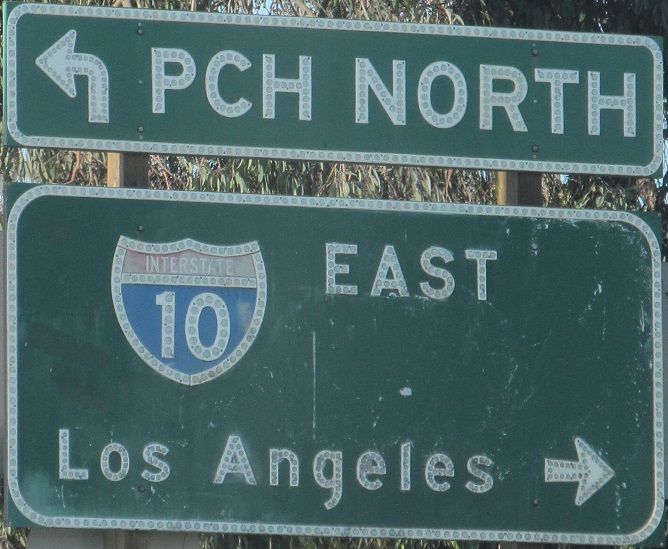 PCH NORTH
INTERSTATE
10 EAST
Los Angeles